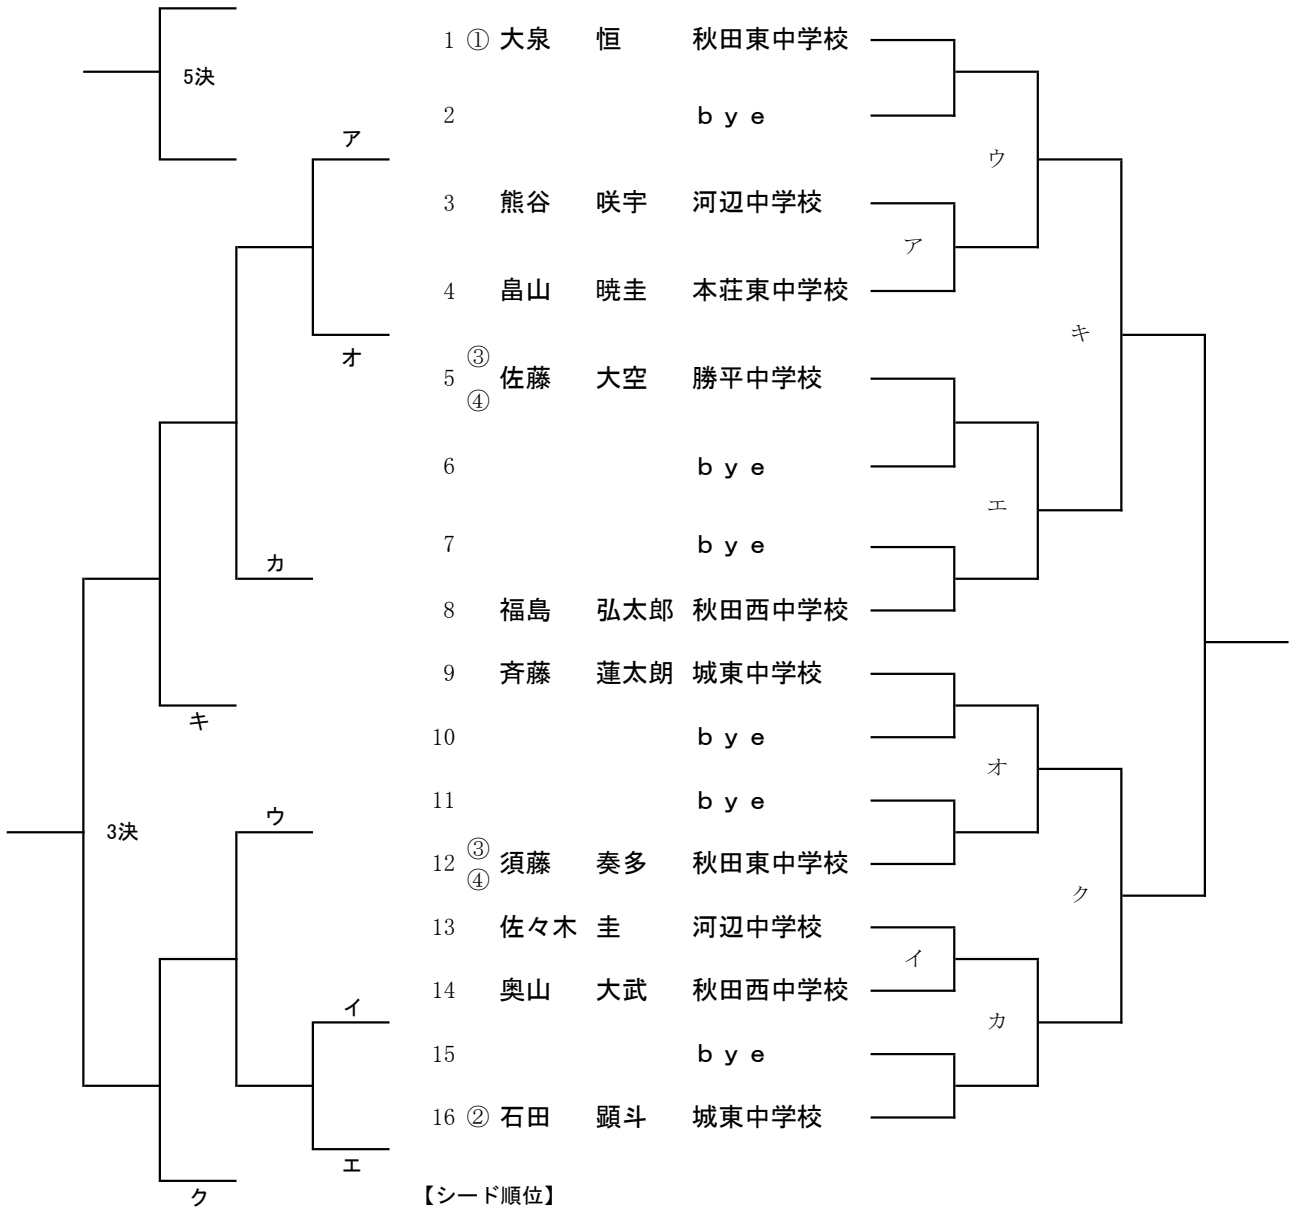 5決
1 ① 大泉 恒 秋田東中学校
2 ｂｙｅ
ア
ウ
3 熊谷 咲宇 河辺中学校
ア
4 畠山 暁圭 本荘東中学校
キ
オ
③
5 佐藤 大空 勝平中学校
④
6 ｂｙｅ
エ
7 ｂｙｅ
カ
8 福島 弘太郎 秋田西中学校
9 斉藤 蓮太朗 城東中学校
キ
10 ｂｙｅ
オ
11 ｂｙｅ
ウ
3決
③
12 須藤 奏多 秋田東中学校
④
ク
13 佐々木 圭 河辺中学校
イ
14 奥山 大武 秋田西中学校
イ
カ
15 ｂｙｅ
16 ② 石田 顕斗 城東中学校
エ
ク
【シード順位】